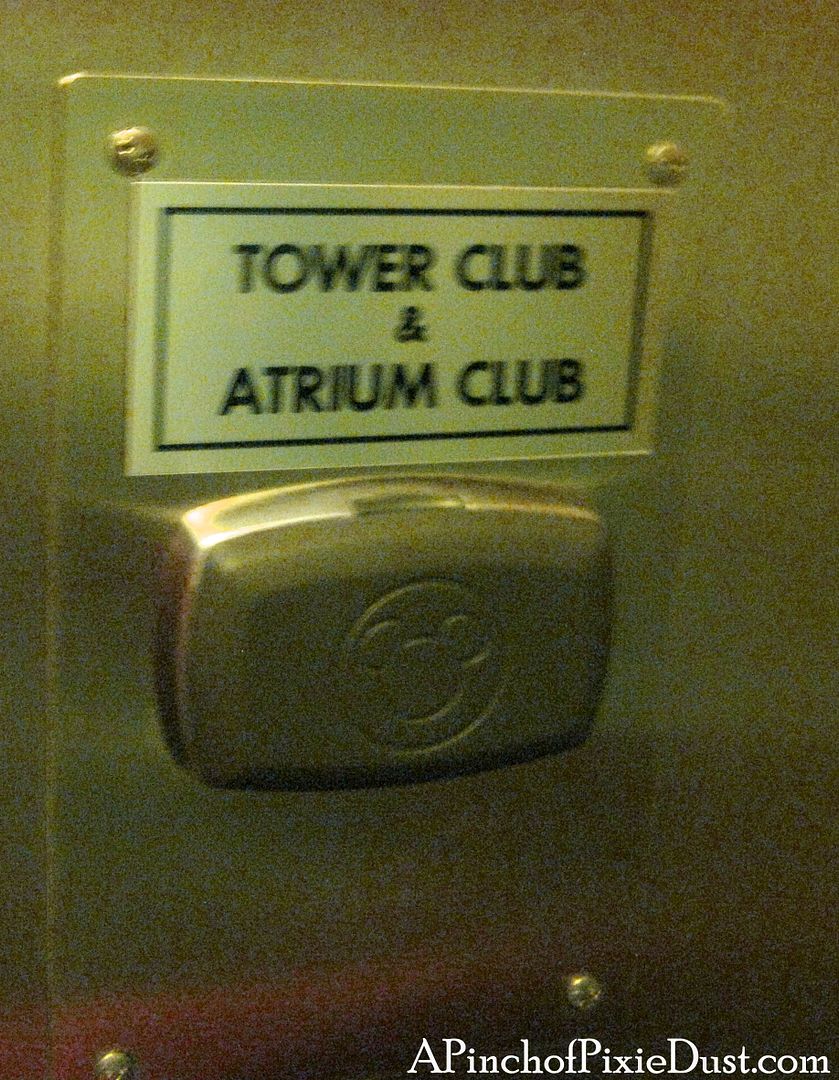 TOWER CLUB
&
ATRIUM CLUB
APinchofPixieDust.com